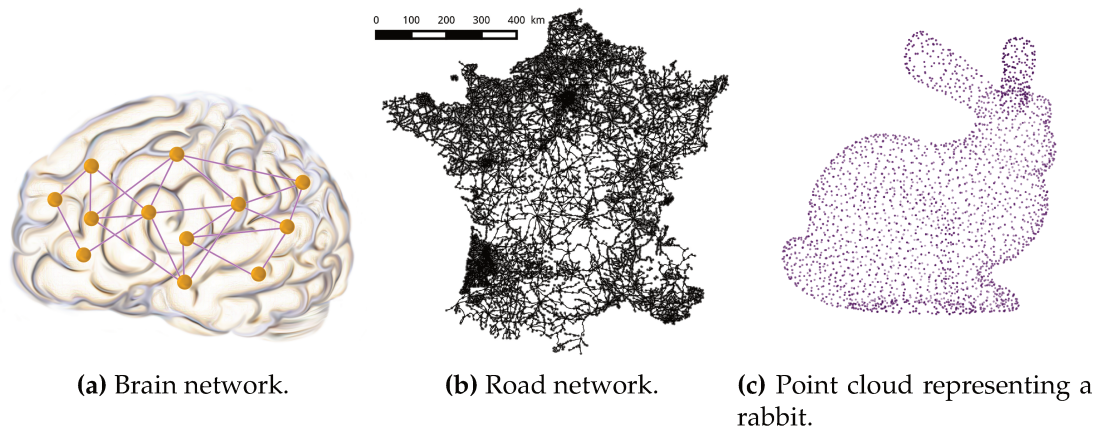 0 100 200 300 400 km
(a) Brain network.
(b) Road network.
(c) Point cloud representing a
rabbit.